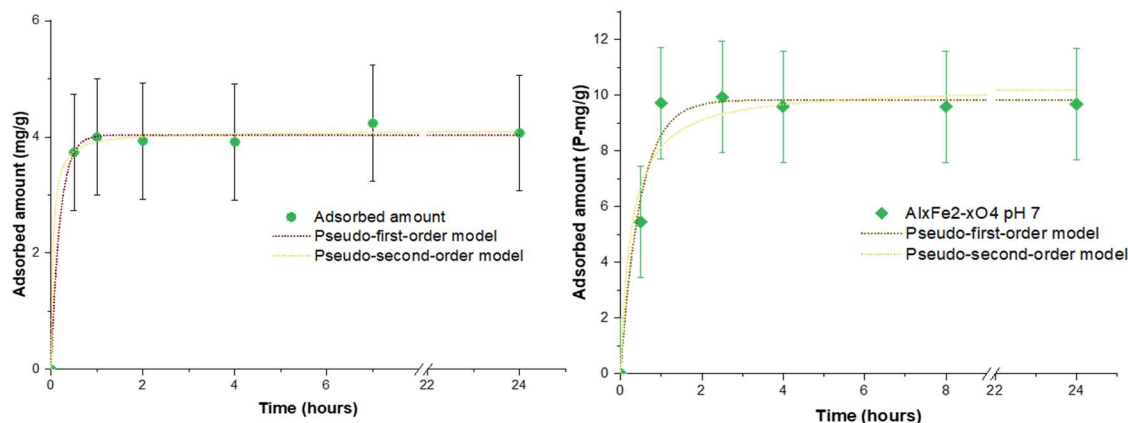 6
4
2
0
0
2
4
6
22
24
Adsorbed amount (mg/g)
Time (hours)
Adsorbed amount
Pseudo-first-order model
Pseudo-second-order model
12
10
8
6
4
2
0
0
2
4
6
8
22
24
Adsorbed amount (P-mg/g)
Time (hours)
AlxFe2-xO4 pH 7
Pseudo-first-order model
Pseudo-second-order model